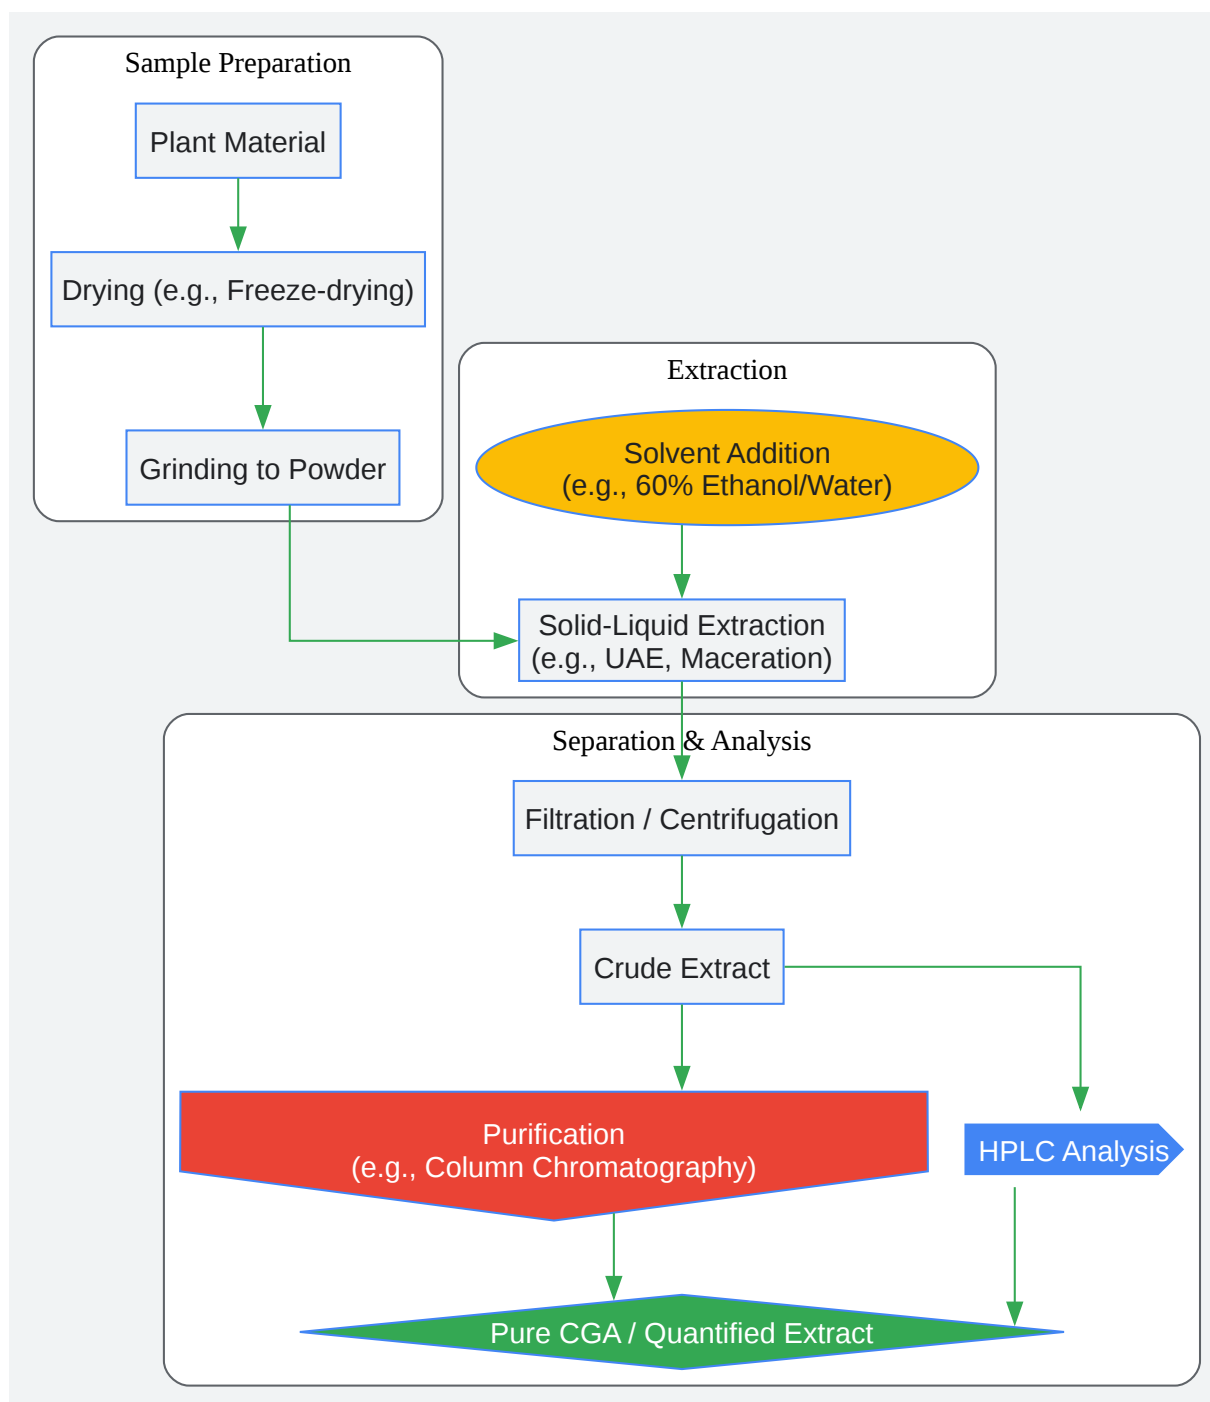 Sample Preparation
Plant Material
Drying (e.g., Freeze-drying)
Grinding to Powder
Extraction
Solvent Addition
(e.g., 60% Ethanol/Water)
Solid-Liquid Extraction
(e.g., UAE, Maceration)
Separation & Analysis
Filtration / Centrifugation
Crude Extract
Purification
(e.g., Column Chromatography)
HPLC Analysis
Pure CGA / Quantified Extract